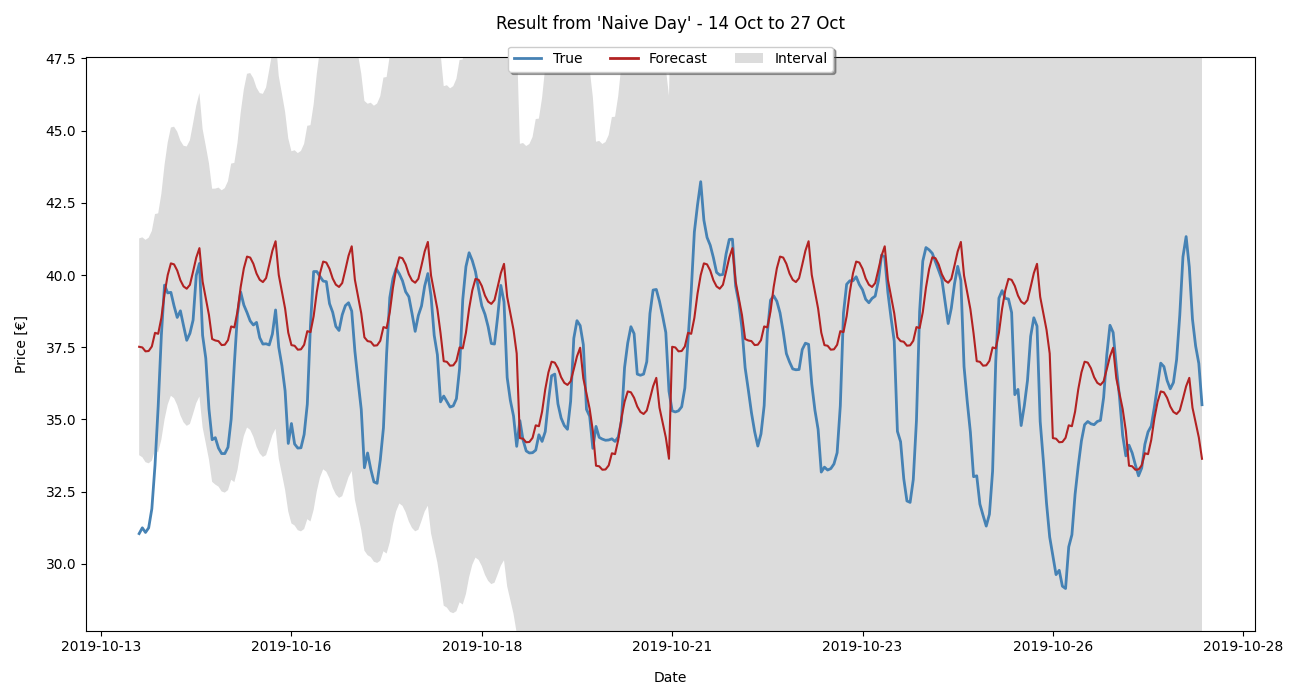 Result from 'Naive Day' - 14 Oct to 27 Oct
True Forecast Interval
47.5
45.0
42.5
40.0
37.5
35.0
32.5
30.0
Price [€]
2019-10-13 2019-10-16 2019-10-18 2019-10-21 2019-10-23 2019-10-26 2019-10-28
Date